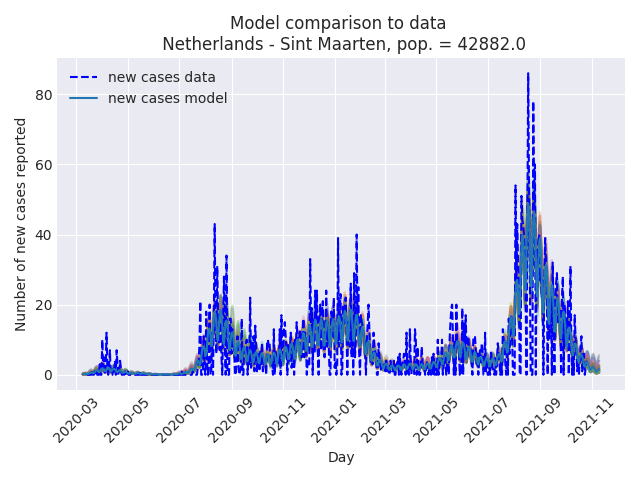 Model comparison to data
Netherlands - Sint Maarten, pop. = 42882.0
new cases data
new cases model
Number of new cases reported
80
60
40
20
0
2020-03
2020-05
2020-07
2020-09
2020-11
2021-01
2021-03
2021-05
2021-07
2021-09
2021-11
Day